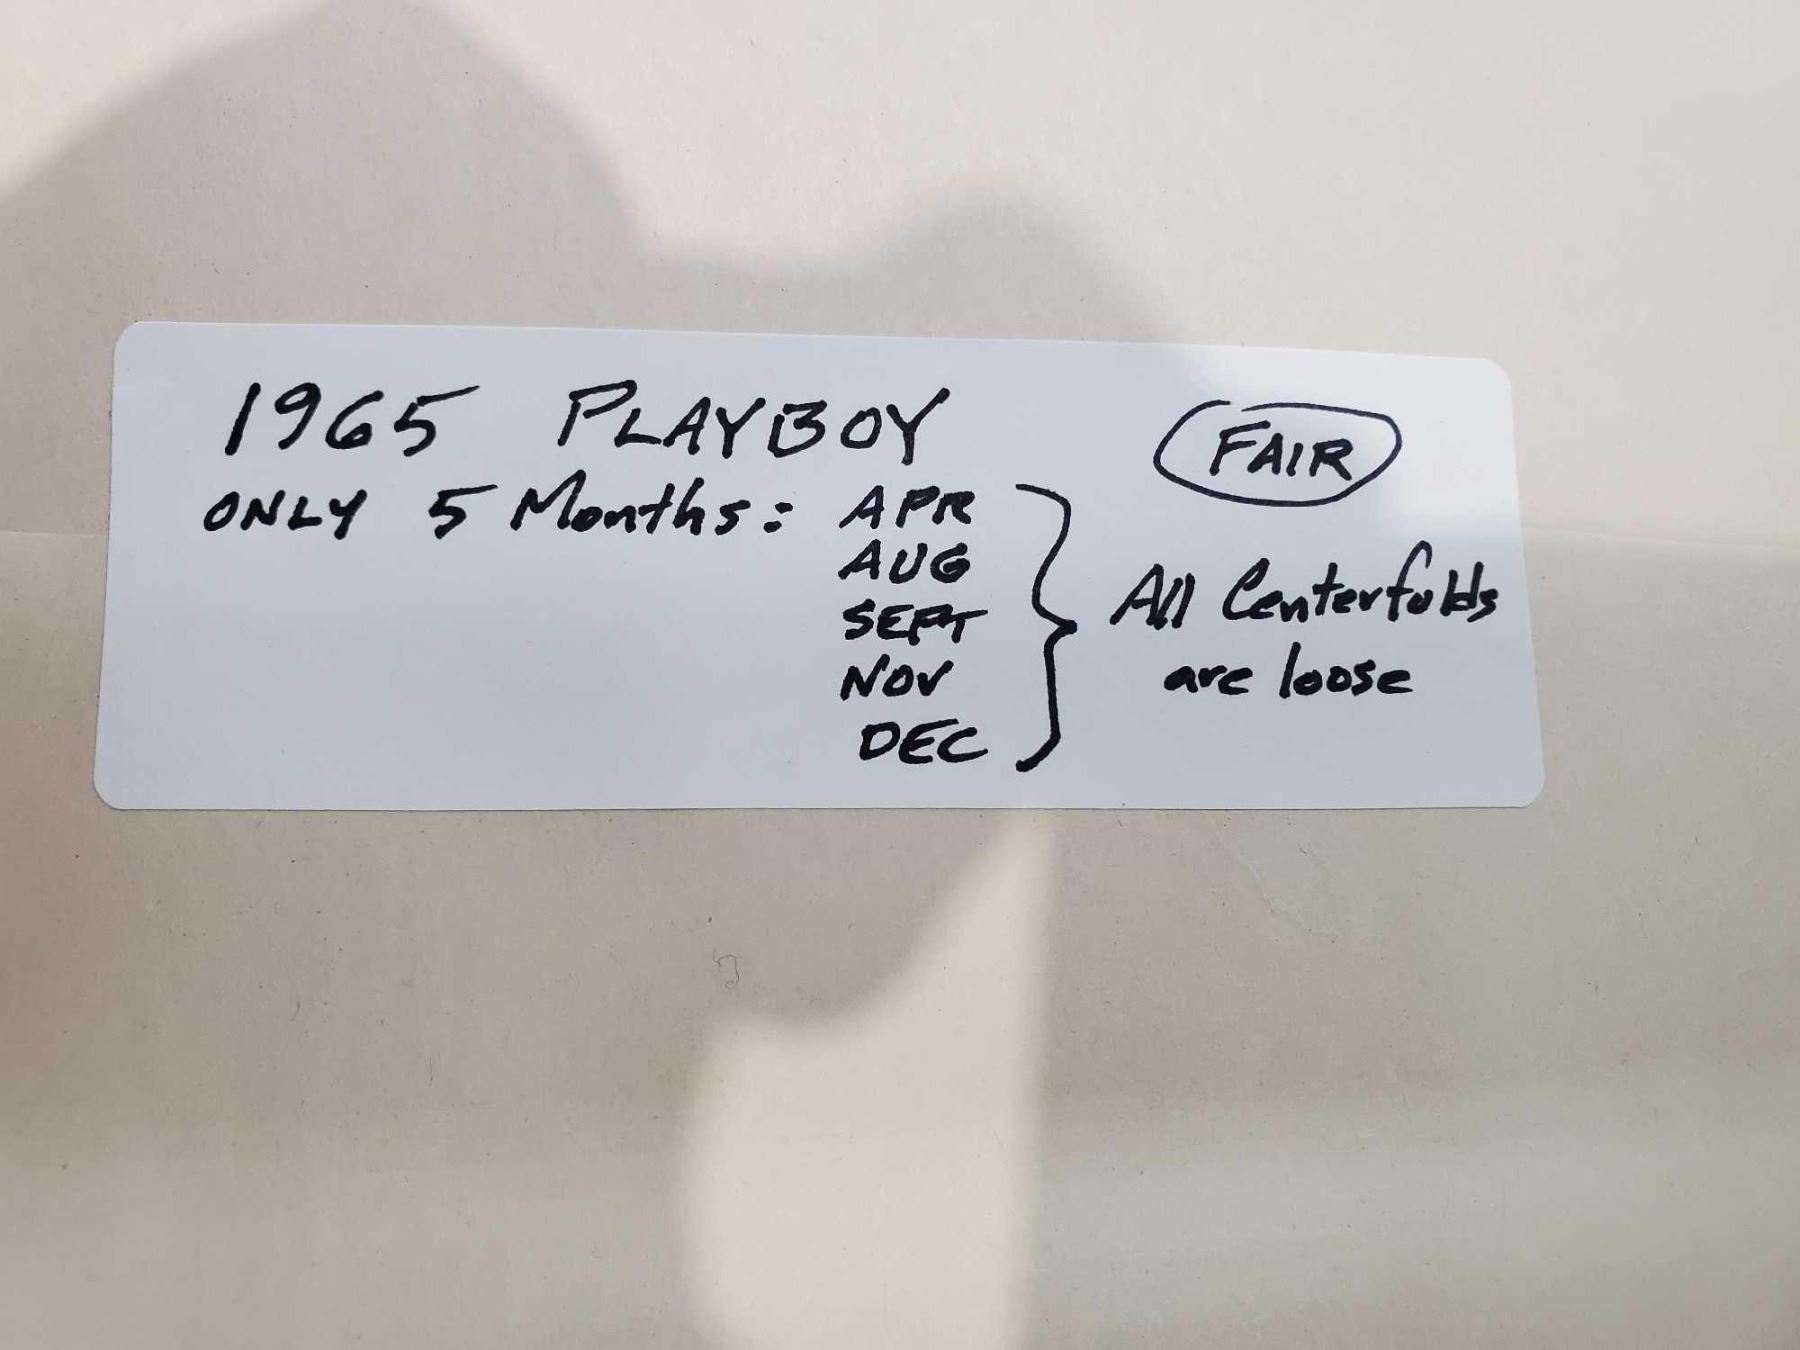 1965 PLAYBOY
FAIR
ONLY 5 Months: APR
AUG
SEPT
NOV
DEC
All Centerfolds
are loose